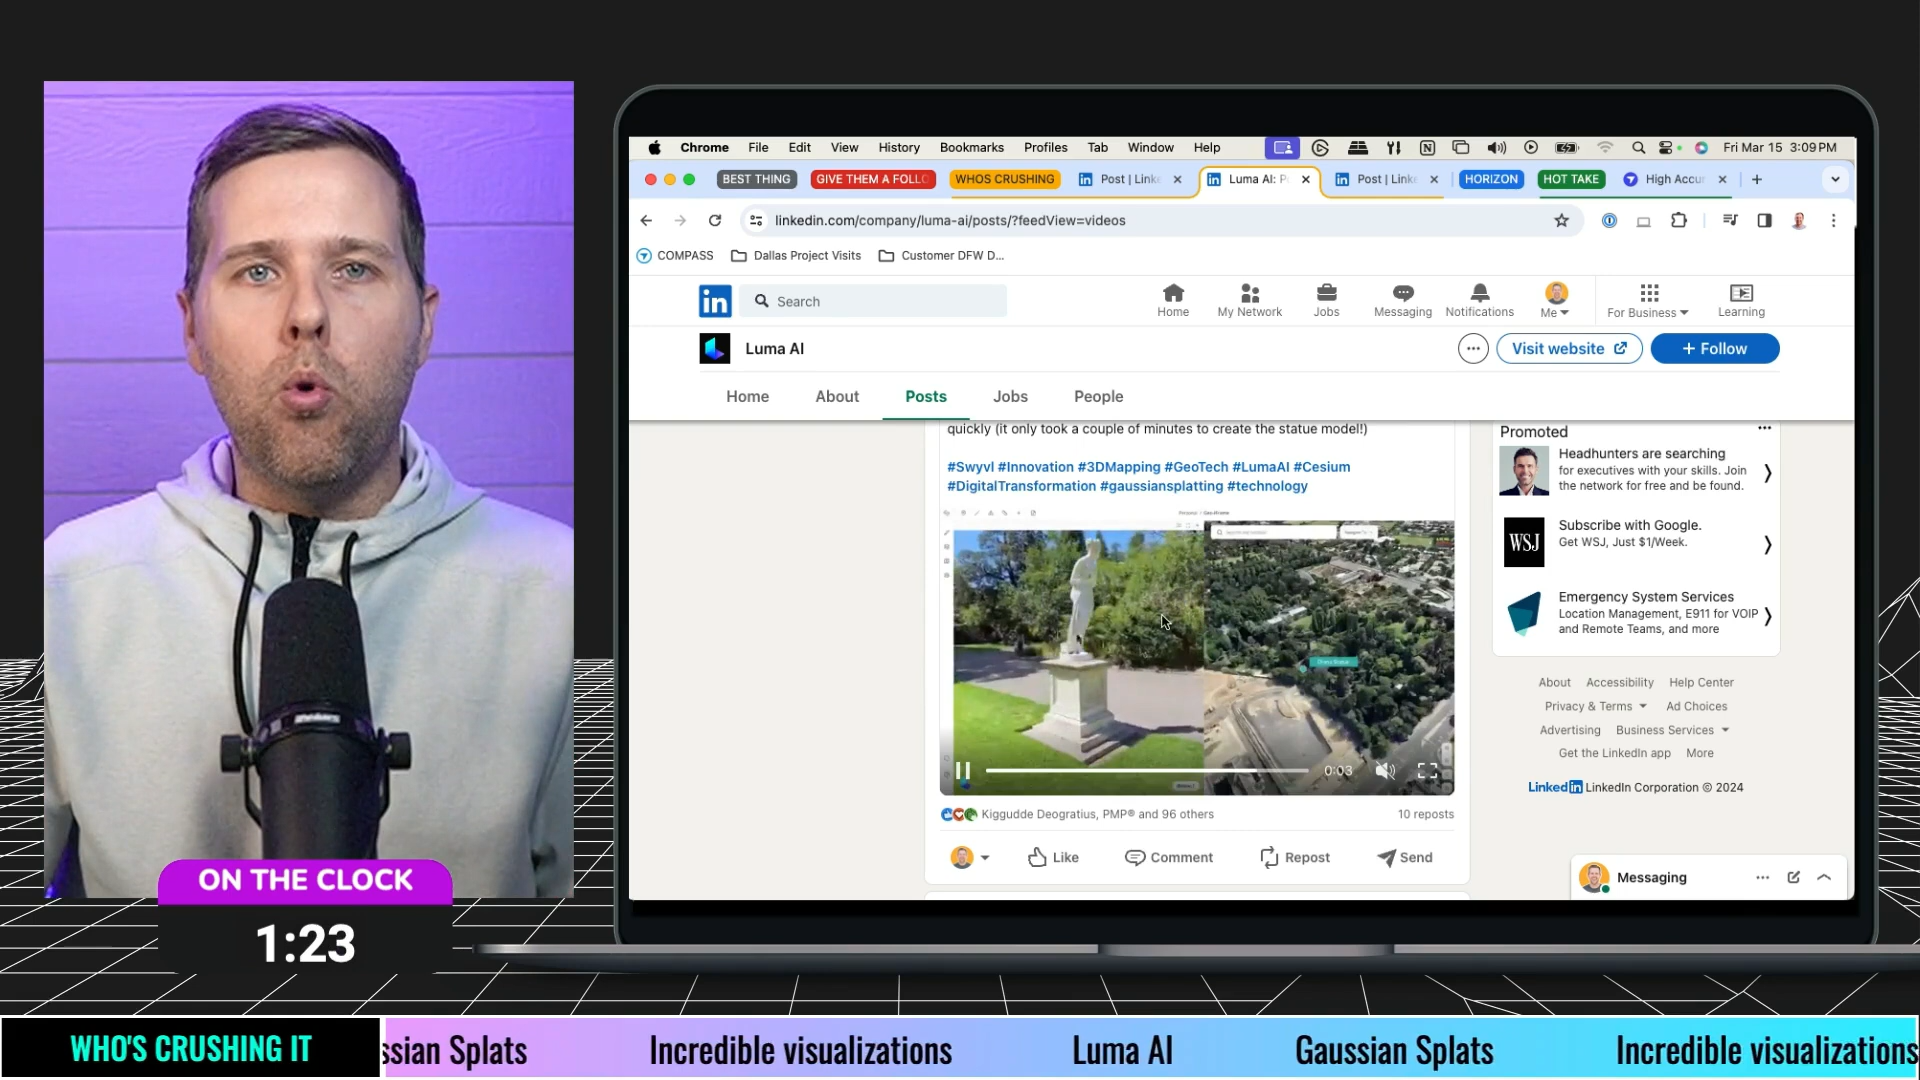 Chrome File Edit View History Bookmarks Profiles Tab Window Help Fri Mar 15 3:09 PM
BEST THING GIVE THEM A FOLLO WHOS CRUSHING Post | Linke Luma AI: P Post | Linke HORIZON HOT TAKE High Accur
linkedin.com/company/luma-ai/posts/?feedView=videos
COMPASS Dallas Project Visits Customer DFW D...
in Search
Home My Network Jobs Messaging Notifications Me For Business Learning
Luma AI Visit website + Follow
Home About Posts Jobs People
quickly (it only took a couple of minutes to create the statue model!)
#Swyvl #Innovation #3DMapping #GeoTech #LumaAI #Cesium
#DigitalTransformation #gaussiansplatting #technology
0:03
Kiggudde Deogratius, PMP® and 96 others 10 reposts
Like Comment Repost Send
Promoted
Headhunters are searching
for executives with your skills. Join
the network for free and be found.
WSJ
Subscribe with Google.
Get WSJ, Just $1/Week.
Emergency System Services
Location Management, E911 for VOIP
and Remote Teams, and more
About Accessibility Help Center
Privacy & Terms Ad Choices
Advertising Business Services
Get the LinkedIn app More
Linked in LinkedIn Corporation © 2024
Messaging
ON THE CLOCK
1:23
WHO'S CRUSHING IT
ssian Splats Incredible visualizations Luma AI Gaussian Splats Incredible visualizations